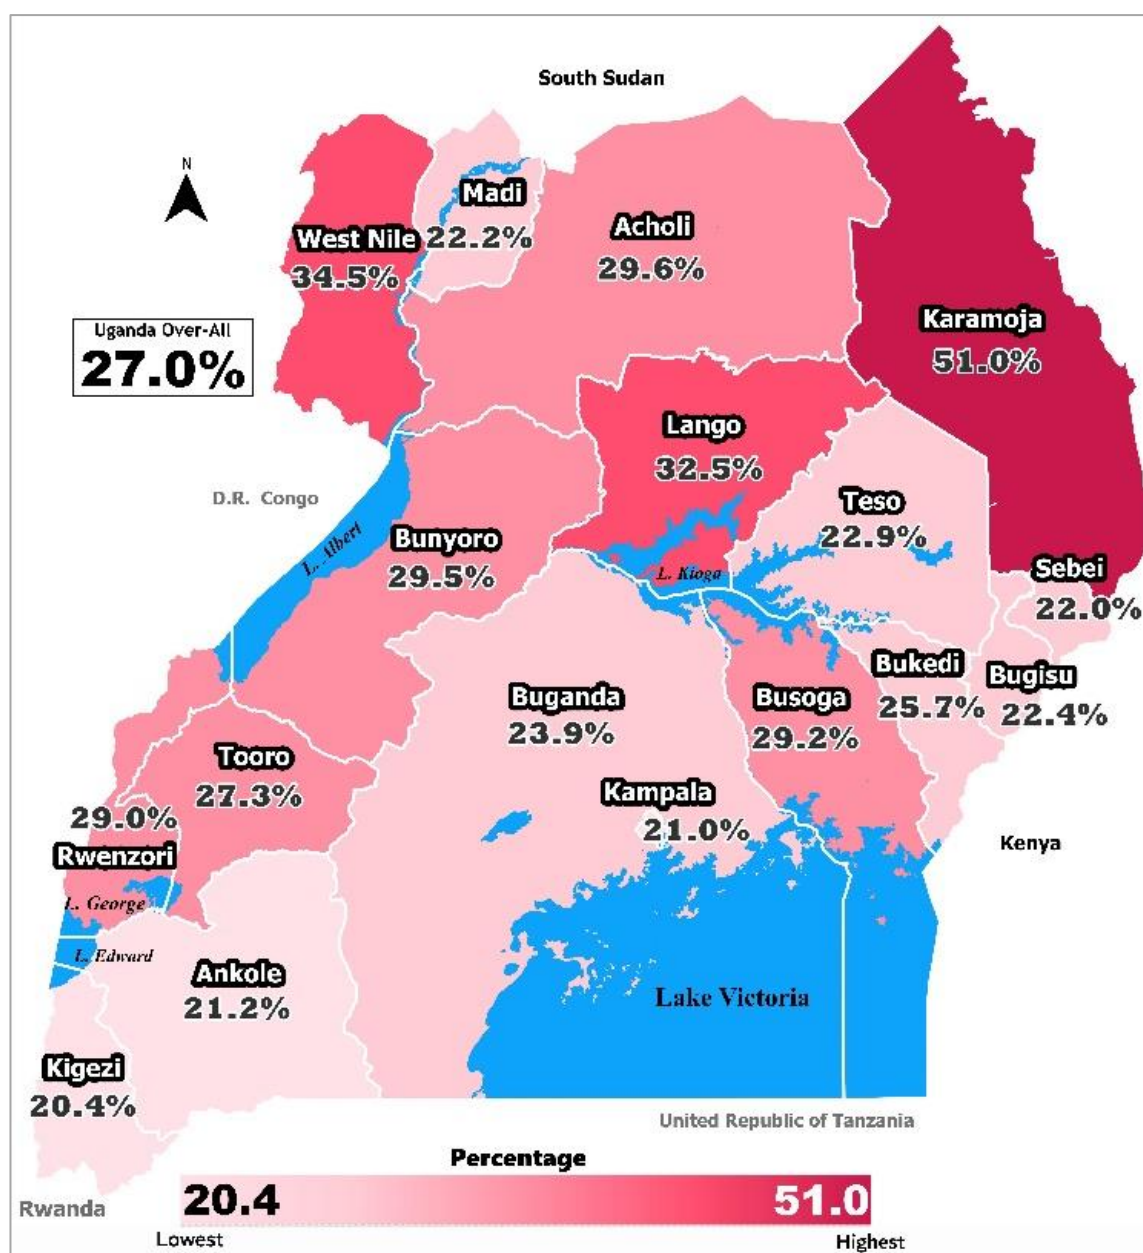 South Sudan
N
Madi
22.2%
West Nile
34.5%
Acholi
29.6%
Karamoja
51.0%
Uganda Over-All
27.0%
Lango
32.5%
D.R. Congo
L. Albert
Bunyoro
29.5%
Teso
22.9%
L. Kioga
Sebei
22.0%
Bukedi
25.7%
Bugisu
22.4%
Buganda
23.9%
Busoga
29.2%
Tooro
27.3%
Kampala
21.0%
29.0%
Rwenzori
Kenya
L. George
L. Edward
Ankole
21.2%
Lake Victoria
Kigezi
20.4%
United Republic of Tanzania
Percentage
20.4
51.0
Rwanda
Lowest
Highest